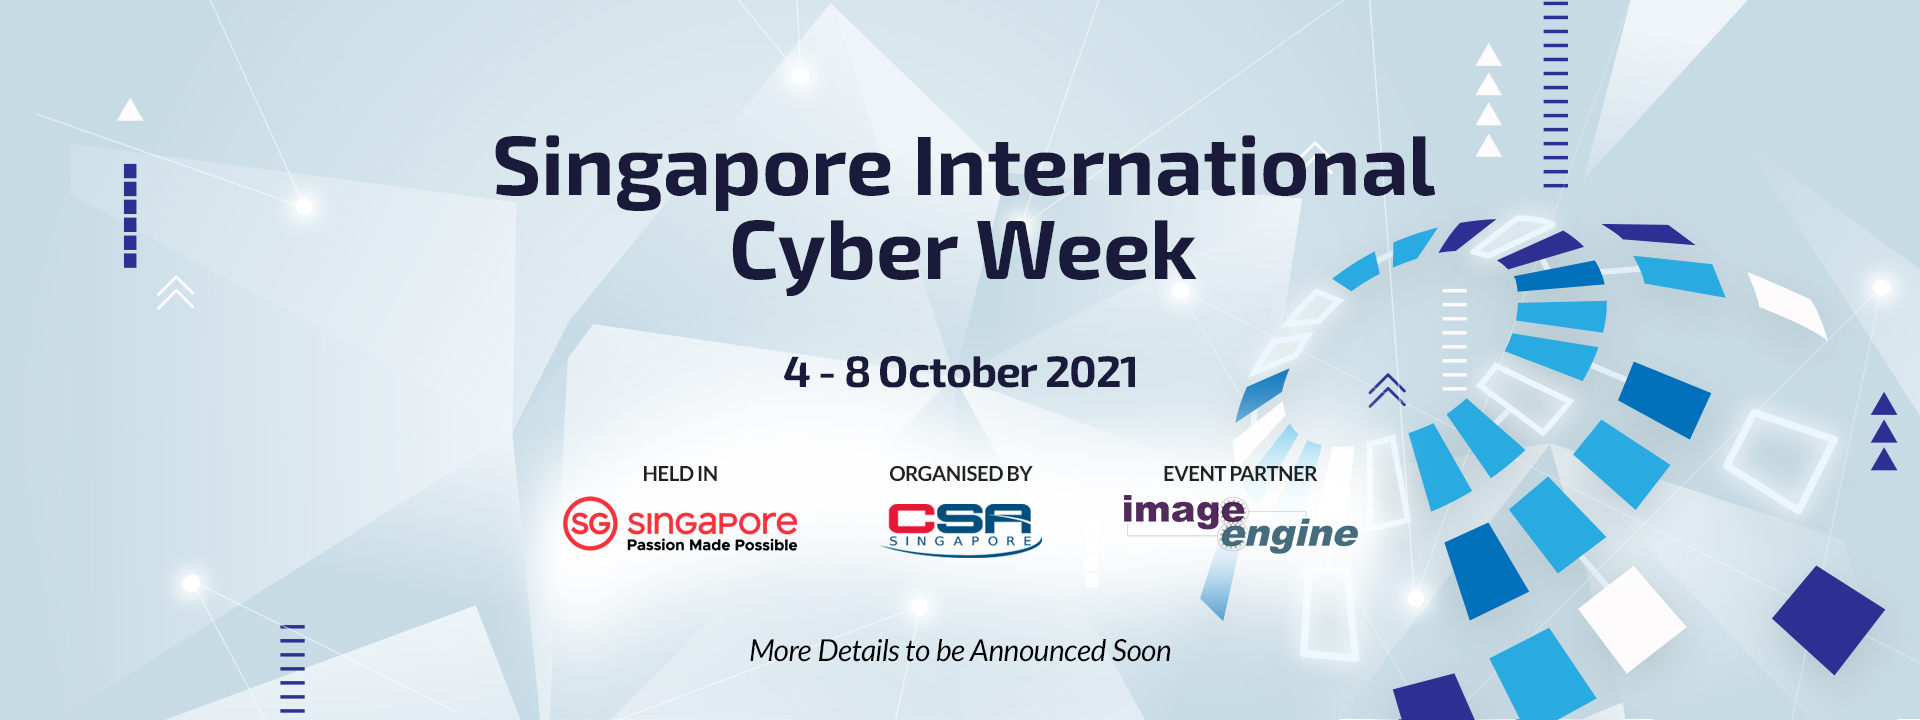 Singapore International
Cyber Week
4 - 8 October 2021
HELD IN
SG SINGAPORE
Passion Made Possible
ORGANISED BY
CSA
SINGAPORE
EVENT PARTNER
image
engine
More Details to be Announced Soon